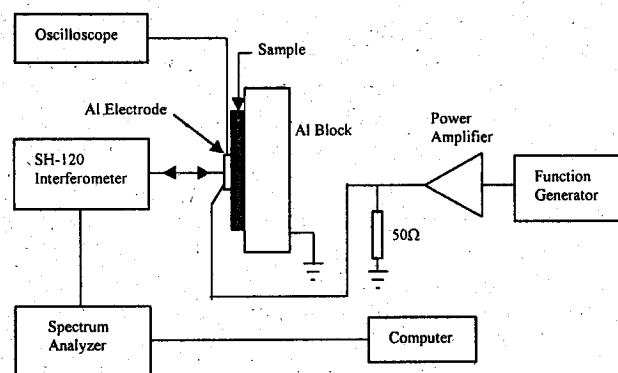 Oscilloscope
Sample
Al Electrode
Al Block
Power
Amplifier
SH-120
Interferometer
Function
Generator
50Ω
Spectrum
Analyzer
Computer